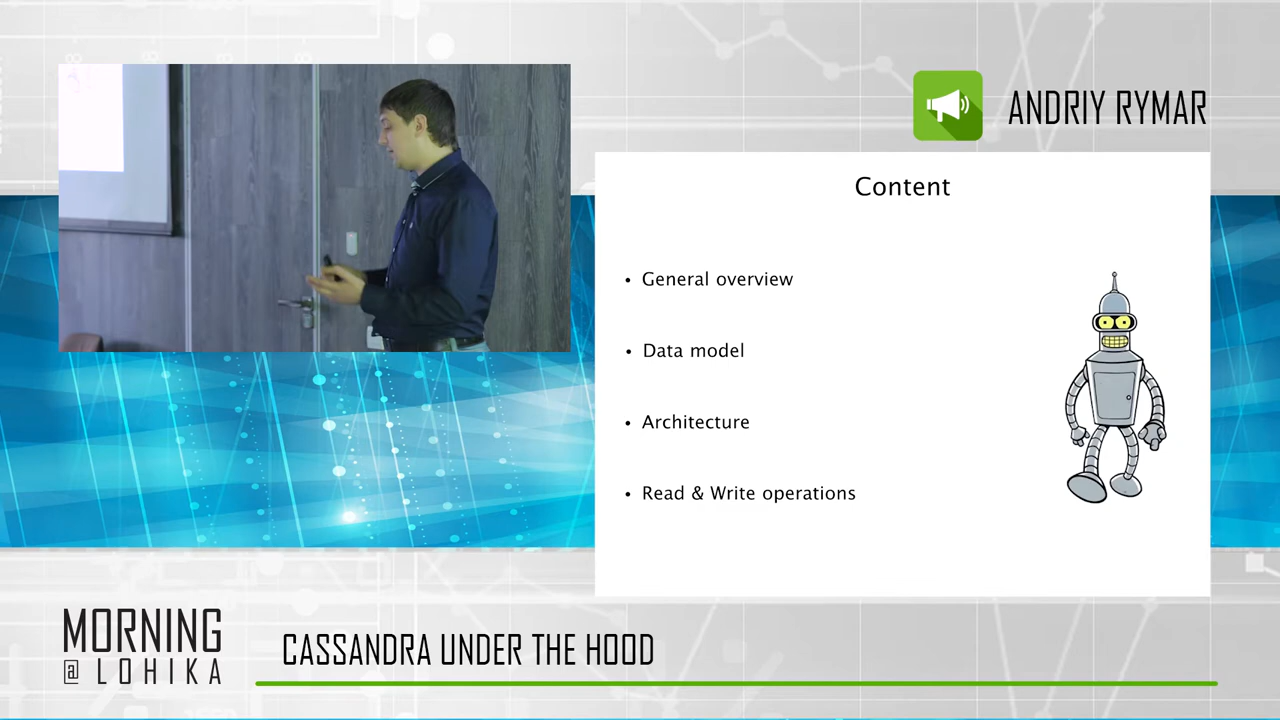 ANDRIY RYMAR
Content
• General overview
• Data model
• Architecture
• Read & Write operations
MORNING
@ LOHIKA
CASSANDRA UNDER THE HOOD